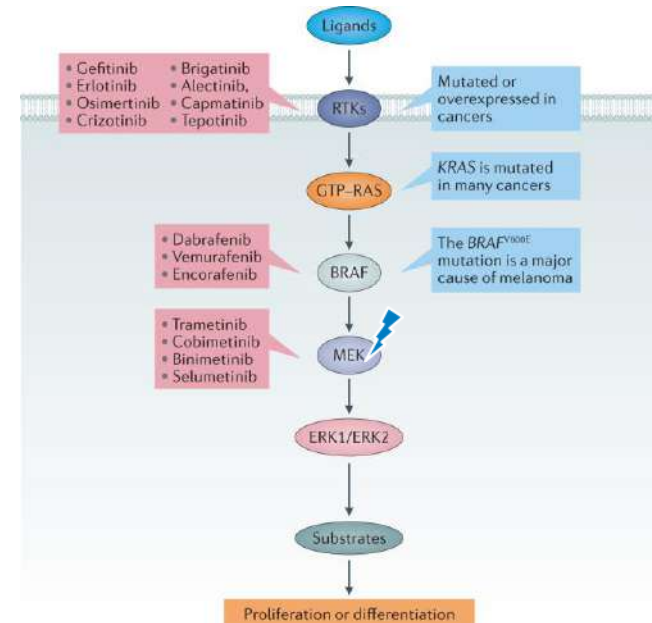 Ligands
• Gefitinib
• Erlotinib
• Osimertinib
• Crizotinib
• Brigatinib
• Alectinib,
• Capmatinib
• Tepotinib
RTKs
Mutated or
overexpressed in
cancers
GTP–RAS
KRAS is mutated
in many cancers
• Dabrafenib
• Vemurafenib
• Encorafenib
BRAF
The BRAFV600E
mutation is a major
cause of melanoma
• Trametinib
• Cobimetinib
• Binimetinib
• Selumetinib
MEK
ERK1/ERK2
Substrates
Proliferation or differentiation